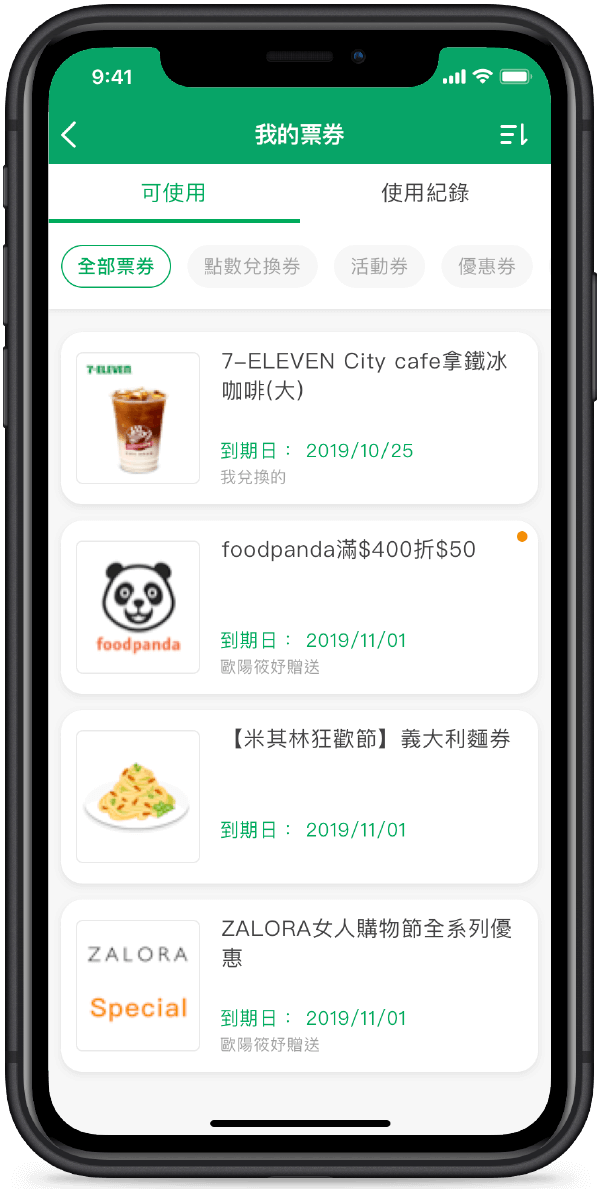 9:41
我的票券
可使用
使用紀錄
全部票券
點數兌換券
活動券
優惠券
7-ELEVEN
7-ELEVEN City cafe拿鐵冰
咖啡(大)
到期日： 2019/10/25
我兌換的
foodpanda
foodpanda滿$400折$50
到期日： 2019/11/01
歐陽筱妤贈送
【米其林狂歡節】義大利麵券
到期日： 2019/11/01
ZALORA
Special
ZALORA女人購物節全系列優
惠
到期日： 2019/11/01
歐陽筱妤贈送